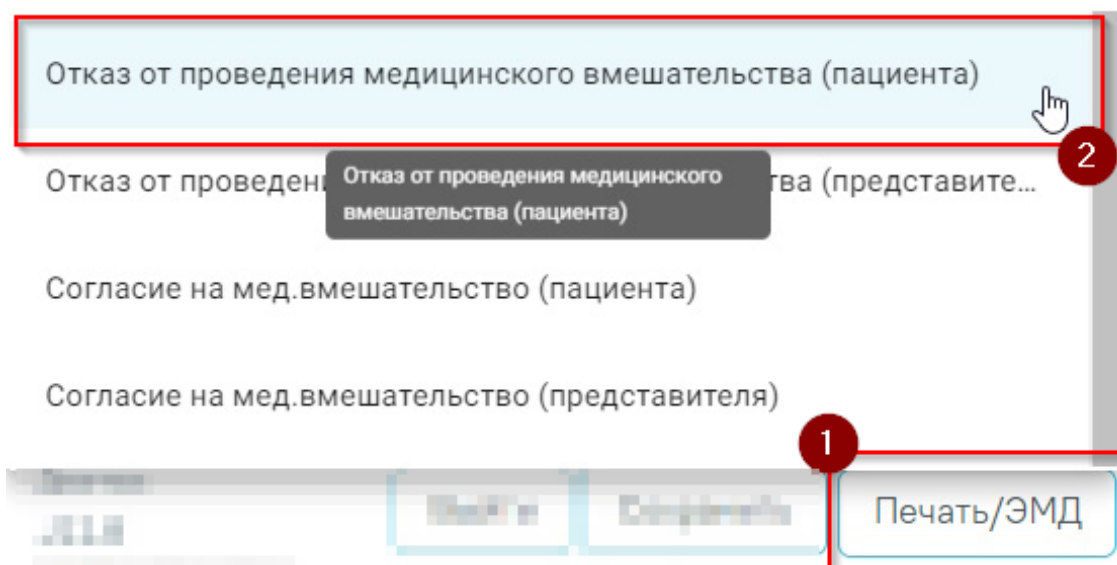 Отказ от проведения медицинского вмешательства (пациента)
2
Отказ от проведен
тва (представите...
Отказ от проведения медицинского
вмешательства (пациента)
Согласие на мед.вмешательство (пациента)
Согласие на мед.вмешательство (представителя)
1
Печать/ЭМД